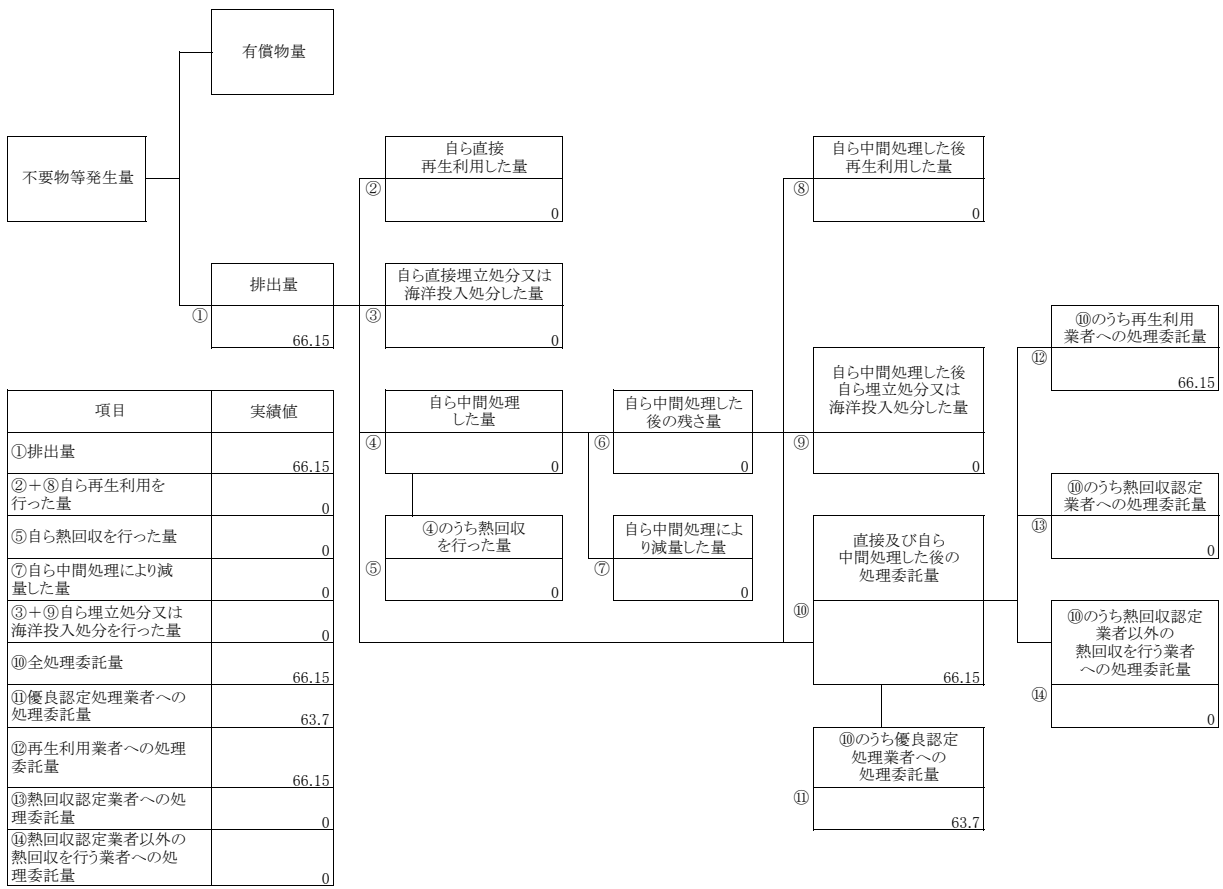 有償物量
不要物等発生量
排出量
①
66.15
自ら直接
再生利用した量
②
0
自ら直接埋立処分又は
海洋投入処分した量
③
0
自ら中間処理
した量
④
0
④のうち熱回収
を行った量
⑤
0
自ら中間処理した
後の残さ量
⑥
0
自ら中間処理によ
り減量した量
⑦
0
自ら中間処理した後
再生利用した量
⑧
0
自ら中間処理した後
自ら埋立処分又は
海洋投入処分した量
⑨
0
直接及び自ら
中間処理した後の
処理委託量
⑩
66.15
⑩のうち優良認定
処理業者への
処理委託量
⑪
63.7
⑩のうち再生利用
業者への処理委託量
⑫
66.15
⑩のうち熱回収認定
業者への処理委託量
⑬
0
⑩のうち熱回収認定
業者以外の
熱回収を行う業者
への処理委託量
⑭
0
項目 実績値
①排出量
66.15
②+⑧自ら再生利用を
行った量
0
⑤自ら熱回収を行った量
0
⑦自ら中間処理により減
量した量
0
③+⑨自ら埋立処分又は
海洋投入処分を行った量
0
⑩全処理委託量
66.15
⑪優良認定処理業者への
処理委託量
63.7
⑫再生利用業者への処理
委託量
66.15
⑬熱回収認定業者への処
理委託量
0
⑭熱回収認定業者以外の
熱回収を行う業者への処
理委託量
0